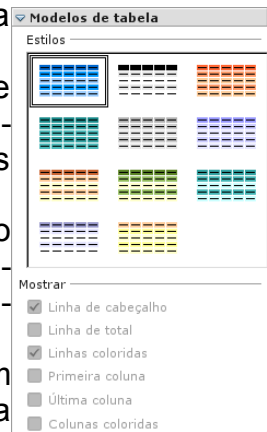 Modelos de tabela
Estilos
Mostrar
Linha de cabeçalho
Linha de total
Linhas coloridas
Primeira coluna
Última coluna
Colunas coloridas